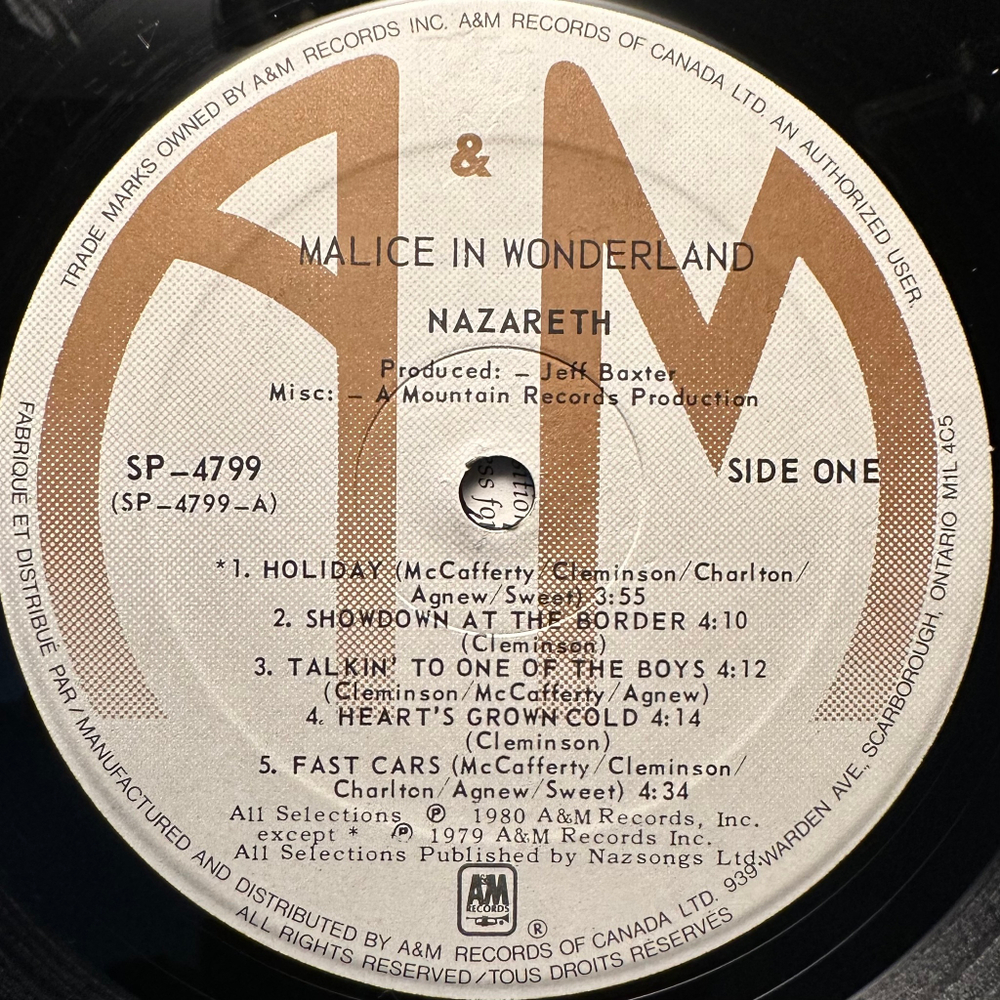 TRADE MARKS OWNED BY A&M RECORDS INC. A&M RECORDS OF CANADA LTD. AN AUTHORIZED USER.
A & M
MALICE IN WONDERLAND
NAZARETH
Produced: – Jeff Baxter
Misc: – A Mountain Records Production
SP–4799
(SP–4799–A)
SIDE ONE
*1. HOLIDAY (McCafferty/Cleminson/Charlton/
Agnew/Sweet) 3:55
2. SHOWDOWN AT THE BORDER 4:10
(Cleminson)
3. TALKIN' TO ONE OF THE BOYS 4:12
(Cleminson/McCafferty/Agnew)
4. HEART'S GROWN COLD 4:14
(Cleminson)
5. FAST CARS (McCafferty/Cleminson/
Charlton/Agnew/Sweet) 4:34
All Selections Ⓟ 1980 A&M Records, Inc.
except * Ⓟ 1979 A&M Records Inc.
All Selections Published by Nazsongs Ltd.
A&M
RECORDS
®
FABRIQUÉ ET DISTRIBUÉ PAR / MANUFACTURED AND DISTRIBUTED BY A&M RECORDS OF CANADA LTD. 939 WARDEN AVE., SCARBOROUGH, ONTARIO M1L 4C5
ALL RIGHTS RESERVED/TOUS DROITS RÉSERVÉS